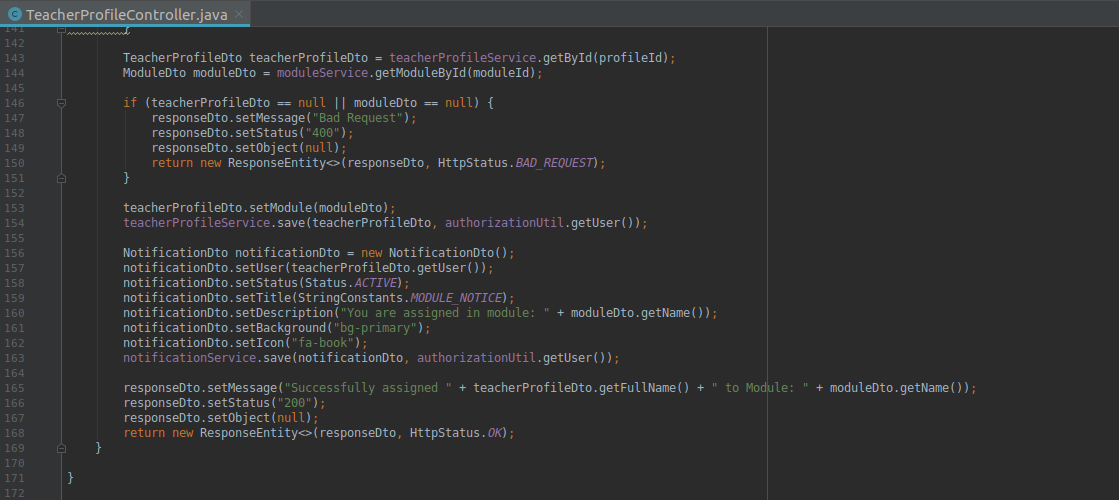 TeacherProfileController.java
141 }
142
143 TeacherProfileDto teacherProfileDto = teacherProfileService.getById(profileId);
144 ModuleDto moduleDto = moduleService.getModuleById(moduleId);
145
146 if (teacherProfileDto == null || moduleDto == null) {
147 responseDto.setMessage("Bad Request");
148 responseDto.setStatus("400");
149 responseDto.setObject(null);
150 return new ResponseEntity<>(responseDto, HttpStatus.BAD_REQUEST);
151 }
152
153 teacherProfileDto.setModule(moduleDto);
154 teacherProfileService.save(teacherProfileDto, authorizationUtil.getUser());
155
156 NotificationDto notificationDto = new NotificationDto();
157 notificationDto.setUser(teacherProfileDto.getUser());
158 notificationDto.setStatus(Status.ACTIVE);
159 notificationDto.setTitle(StringConstants.MODULE_NOTICE);
160 notificationDto.setDescription("You are assigned in module: " + moduleDto.getName());
161 notificationDto.setBackground("bg-primary");
162 notificationDto.setIcon("fa-book");
163 notificationService.save(notificationDto, authorizationUtil.getUser());
164
165 responseDto.setMessage("Successfully assigned " + teacherProfileDto.getFullName() + " to Module: " + moduleDto.getName());
166 responseDto.setStatus("200");
167 responseDto.setObject(null);
168 return new ResponseEntity<>(responseDto, HttpStatus.OK);
169 }
170
171 }
172